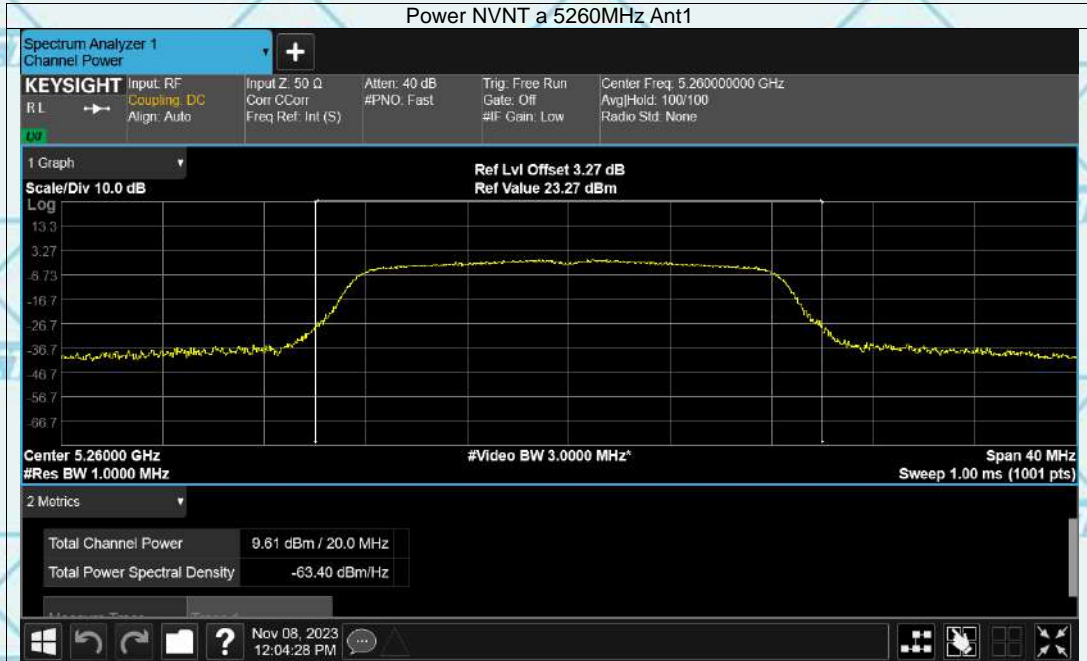 Power NVNT a 5260MHz Ant1
Spectrum Analyzer 1
Channel Power
+
KEYSIGHT
R L
LXI
Input: RF
Coupling: DC
Align: Auto
Input Z: 50 Ω
Corr CCorr
Freq Ref: Int (S)
Atten: 40 dB
#PNO: Fast
Trig: Free Run
Gate: Off
#IF Gain: Low
Center Freq: 5.260000000 GHz
Avg|Hold: 100/100
Radio Std: None
1 Graph
Scale/Div 10.0 dB
Ref Lvl Offset 3.27 dB
Ref Value 23.27 dBm
Log
13.3
3.27
-6.73
-16.7
-26.7
-36.7
-46.7
-56.7
-66.7
Center 5.26000 GHz
#Res BW 1.0000 MHz
#Video BW 3.0000 MHz*
Span 40 MHz
Sweep 1.00 ms (1001 pts)
2 Metrics
Total Channel Power 9.61 dBm / 20.0 MHz
Total Power Spectral Density -63.40 dBm/Hz
?
Nov 08, 2023
12:04:28 PM